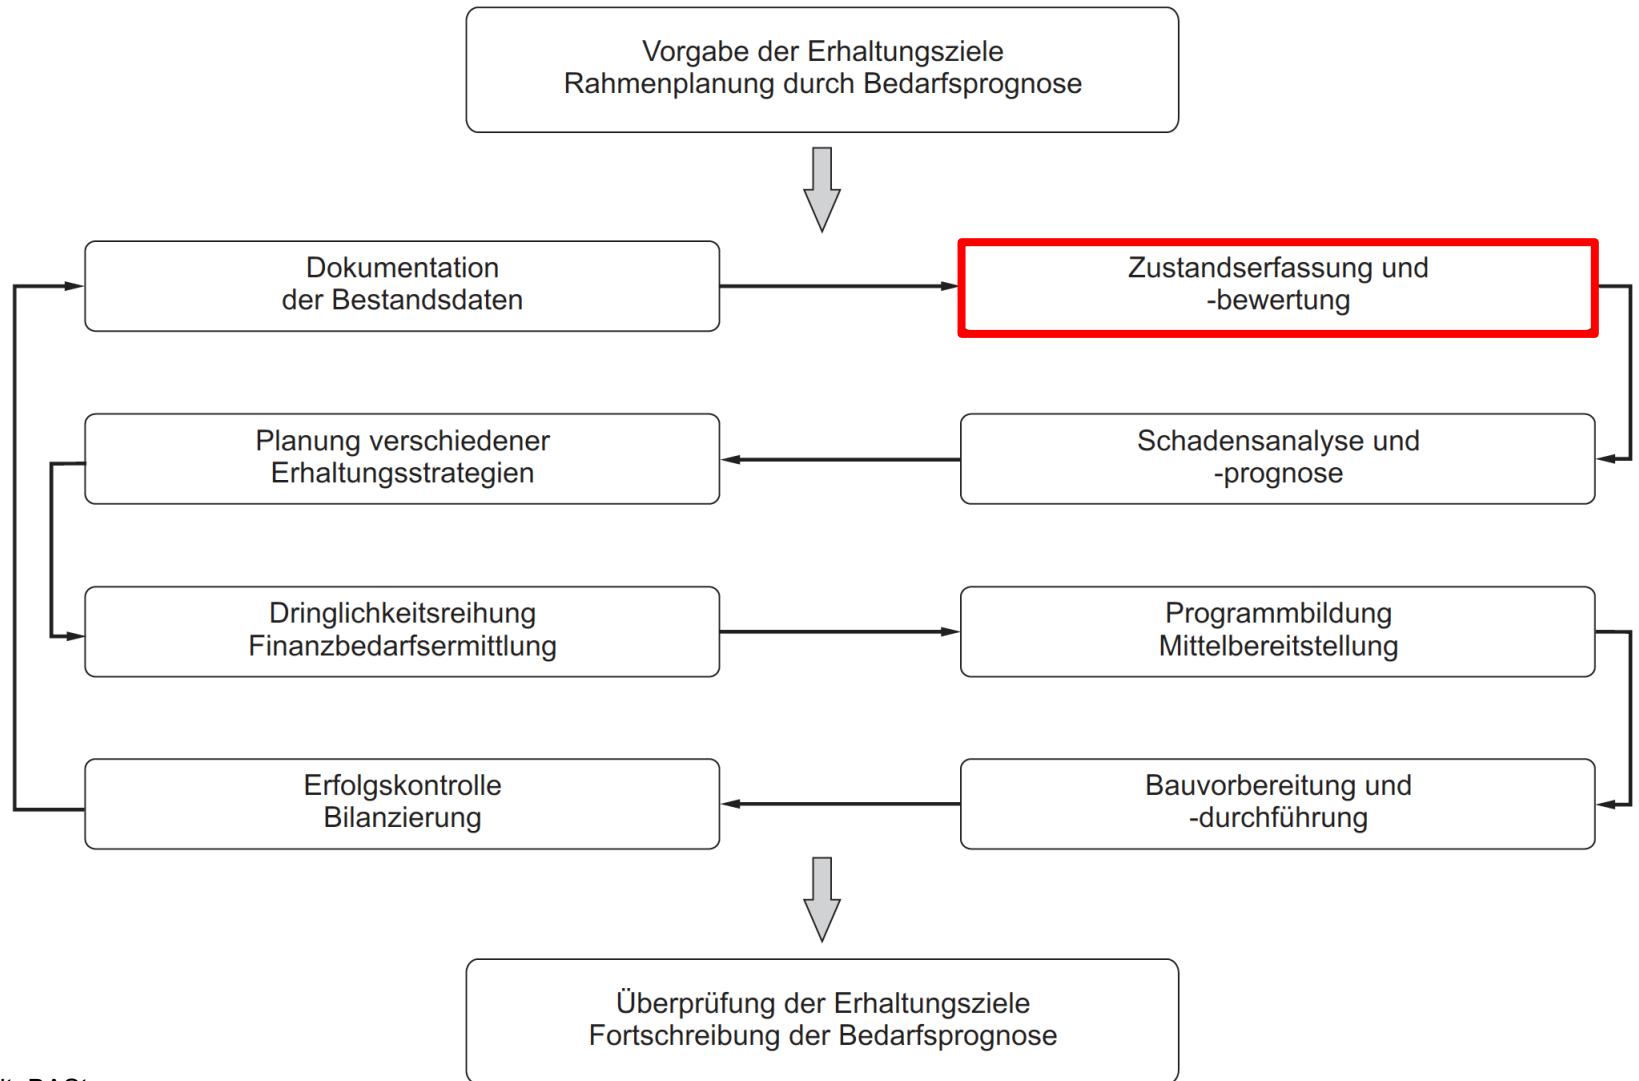 Vorgabe der Erhaltungsziele
Rahmenplanung durch Bedarfsprognose
Dokumentation
der Bestandsdaten
Zustandserfassung und
-bewertung
Planung verschiedener
Erhaltungsstrategien
Schadensanalyse und
-prognose
Dringlichkeitsreihung
Finanzbedarfsermittlung
Programmbildung
Mittelbereitstellung
Erfolgskontrolle
Bilanzierung
Bauvorbereitung und
-durchführung
Überprüfung der Erhaltungsziele
Fortschreibung der Bedarfsprognose